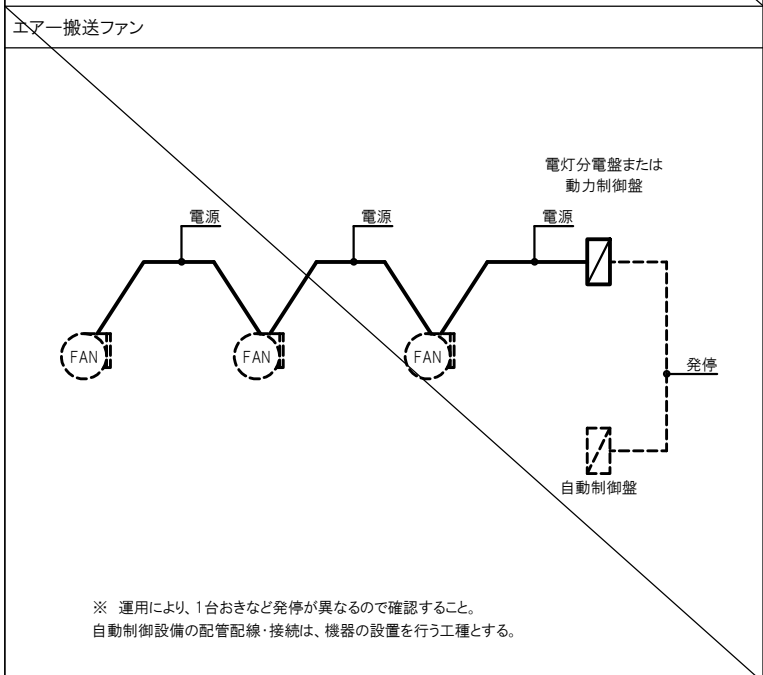 エアー搬送ファン
電灯分電盤または
動力制御盤
電源
電源
電源
FAN
FAN
FAN
発停
自動制御盤
※ 運用により、1台おきなど発停が異なるので確認すること。
自動制御設備の配管配線・接続は、機器の設置を行う工種とする。